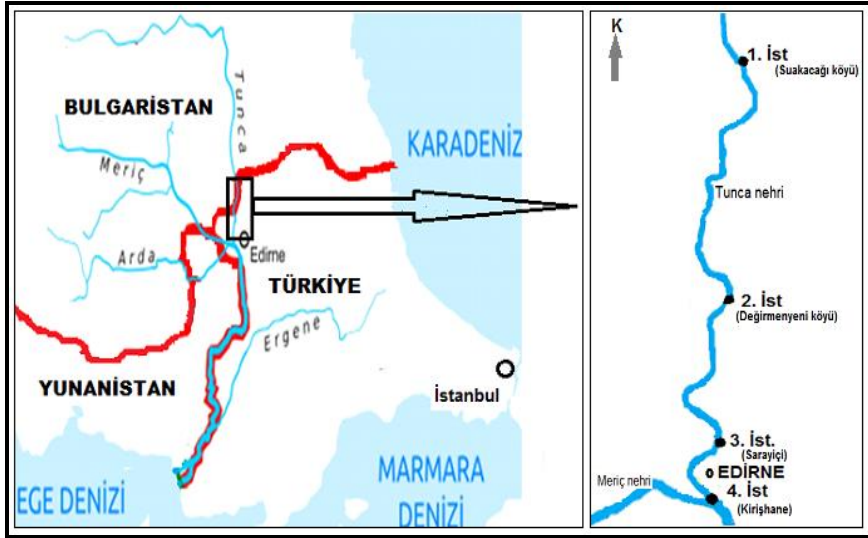 BULGARİSTAN
Tunca
Meriç
KARADENİZ
Edirne
Arda
TÜRKİYE
Ergene
YUNANİSTAN
İstanbul
EGE DENİZİ
MARMARA
DENİZİ
K
1. İst
(Suakacağı köyü)
Tunca nehri
2. İst
(Değirmenyeni köyü)
3. İst.
(Sarayiçi)
EDİRNE
Meriç nehri
4. İst
(Kirişhane)